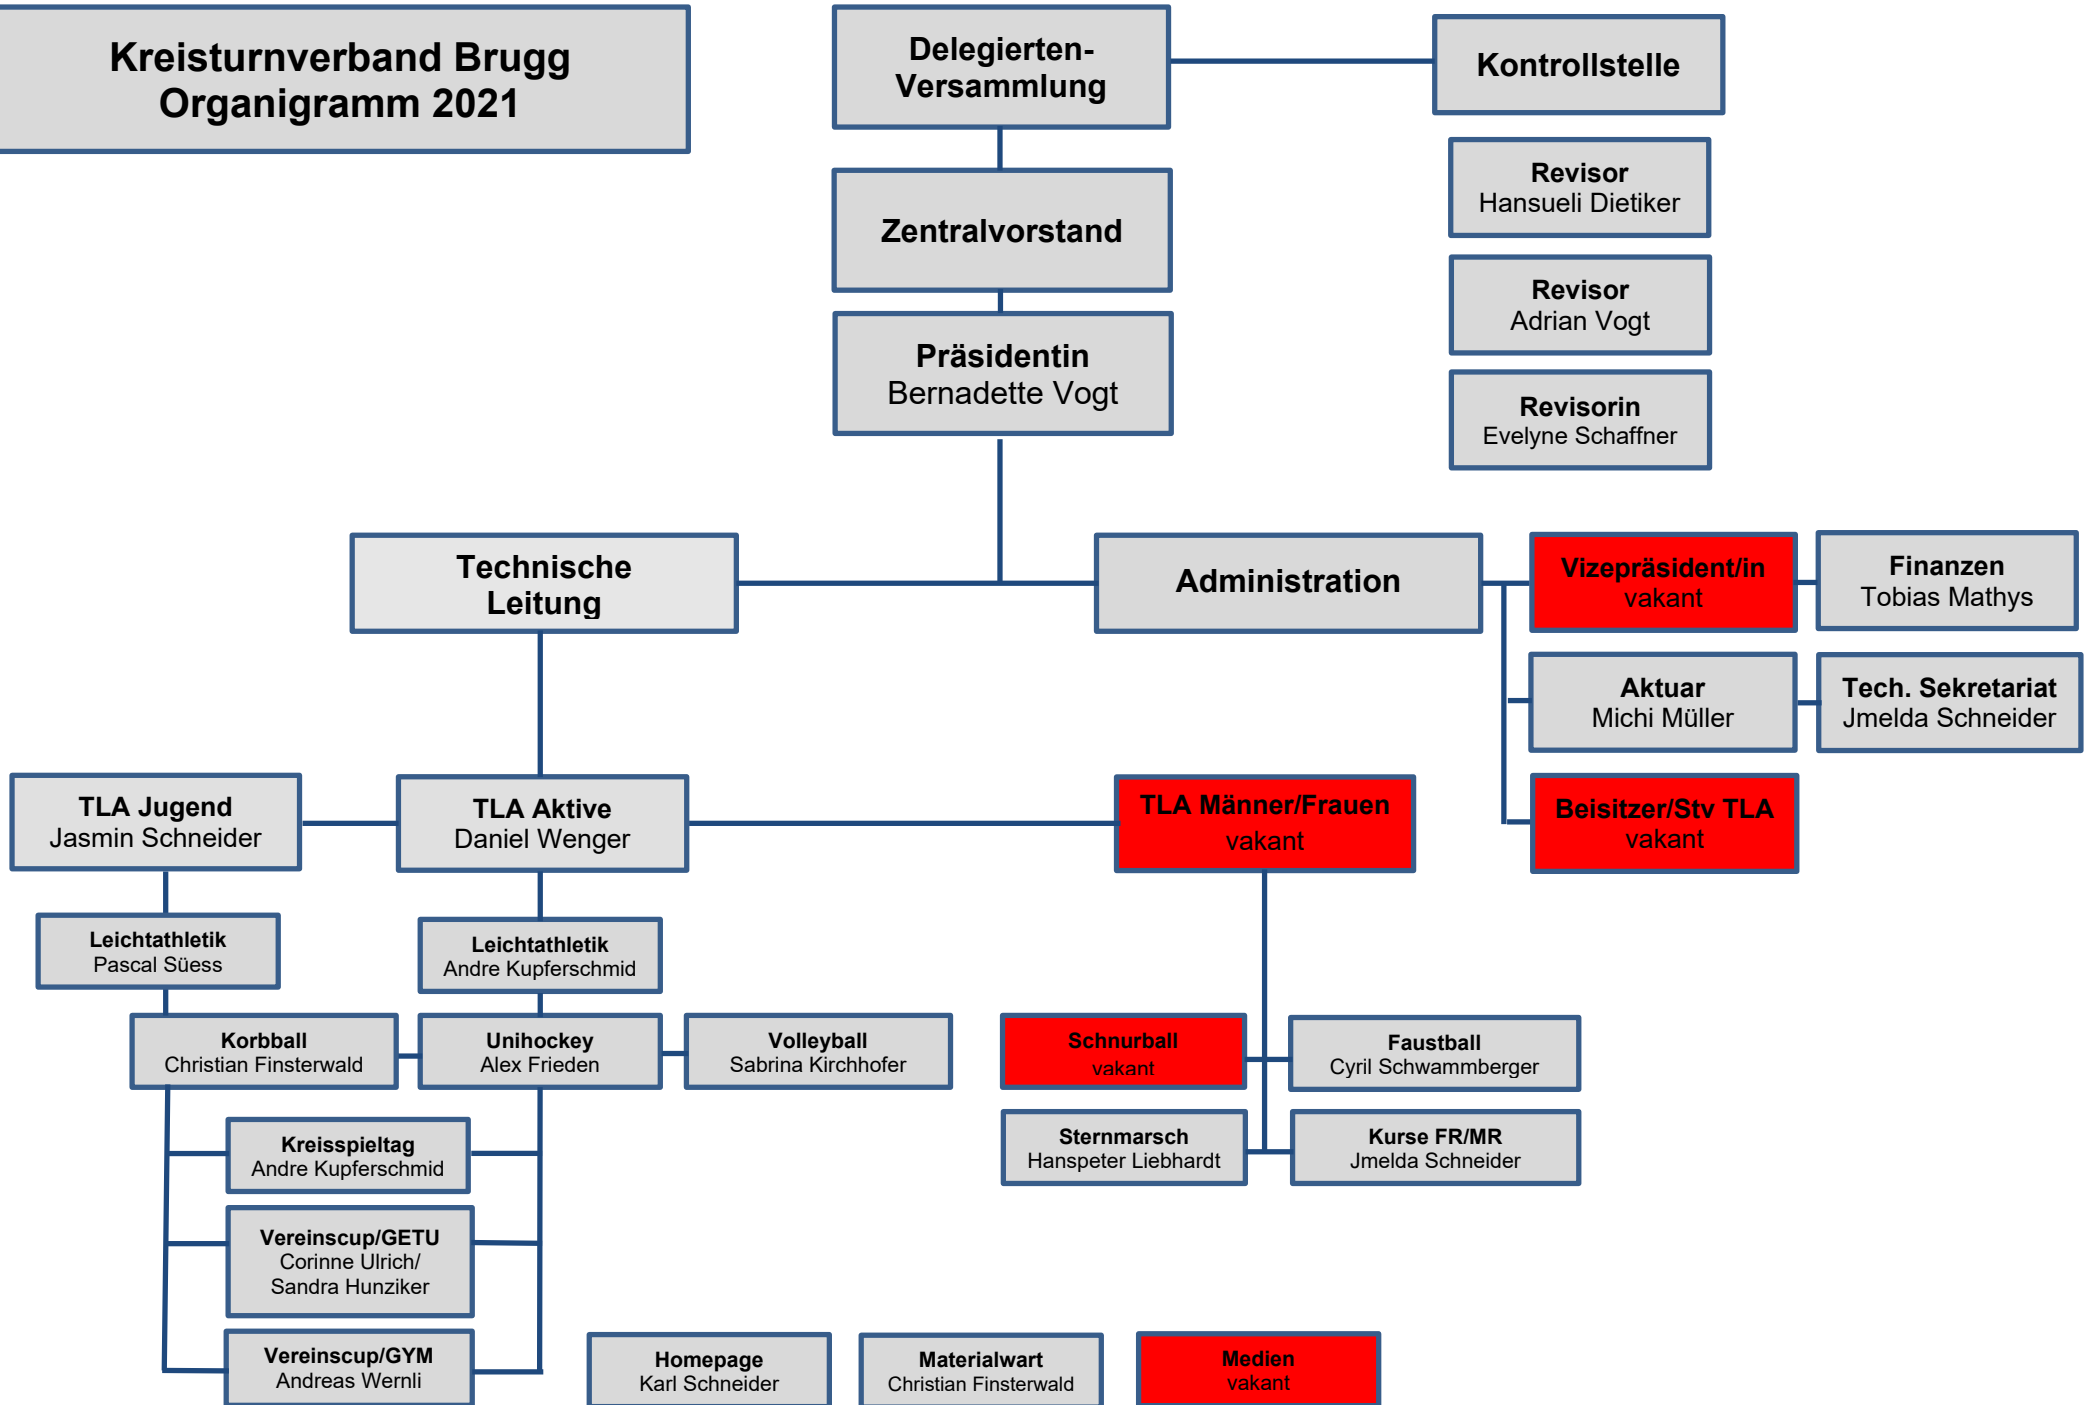 Kreisturnverband Brugg
Organigramm 2021
Delegierten-
Versammlung
Kontrollstelle
Zentralvorstand
Präsidentin
Bernadette Vogt
Revisor
Hansueli Dietiker
Revisor
Adrian Vogt
Revisorin
Evelyne Schaffner
Technische
Leitung
Administration
Vizepräsident/in
vakant
Finanzen
Tobias Mathys
Aktuar
Michi Müller
Tech. Sekretariat
Jmelda Schneider
Beisitzer/Stv TLA
vakant
TLA Jugend
Jasmin Schneider
TLA Aktive
Daniel Wenger
TLA Männer/Frauen
vakant
Leichtathletik
Pascal Süess
Leichtathletik
Andre Kupferschmid
Korbball
Christian Finsterwald
Unihockey
Alex Frieden
Volleyball
Sabrina Kirchhofer
Schnurball
vakant
Faustball
Cyril Schwammberger
Sternmarsch
Hanspeter Liebhardt
Kurse FR/MR
Jmelda Schneider
Kreisspieltag
Andre Kupferschmid
Vereinscup/GETU
Corinne Ulrich/
Sandra Hunziker
Vereinscup/GYM
Andreas Wernli
Homepage
Karl Schneider
Materialwart
Christian Finsterwald
Medien
vakant